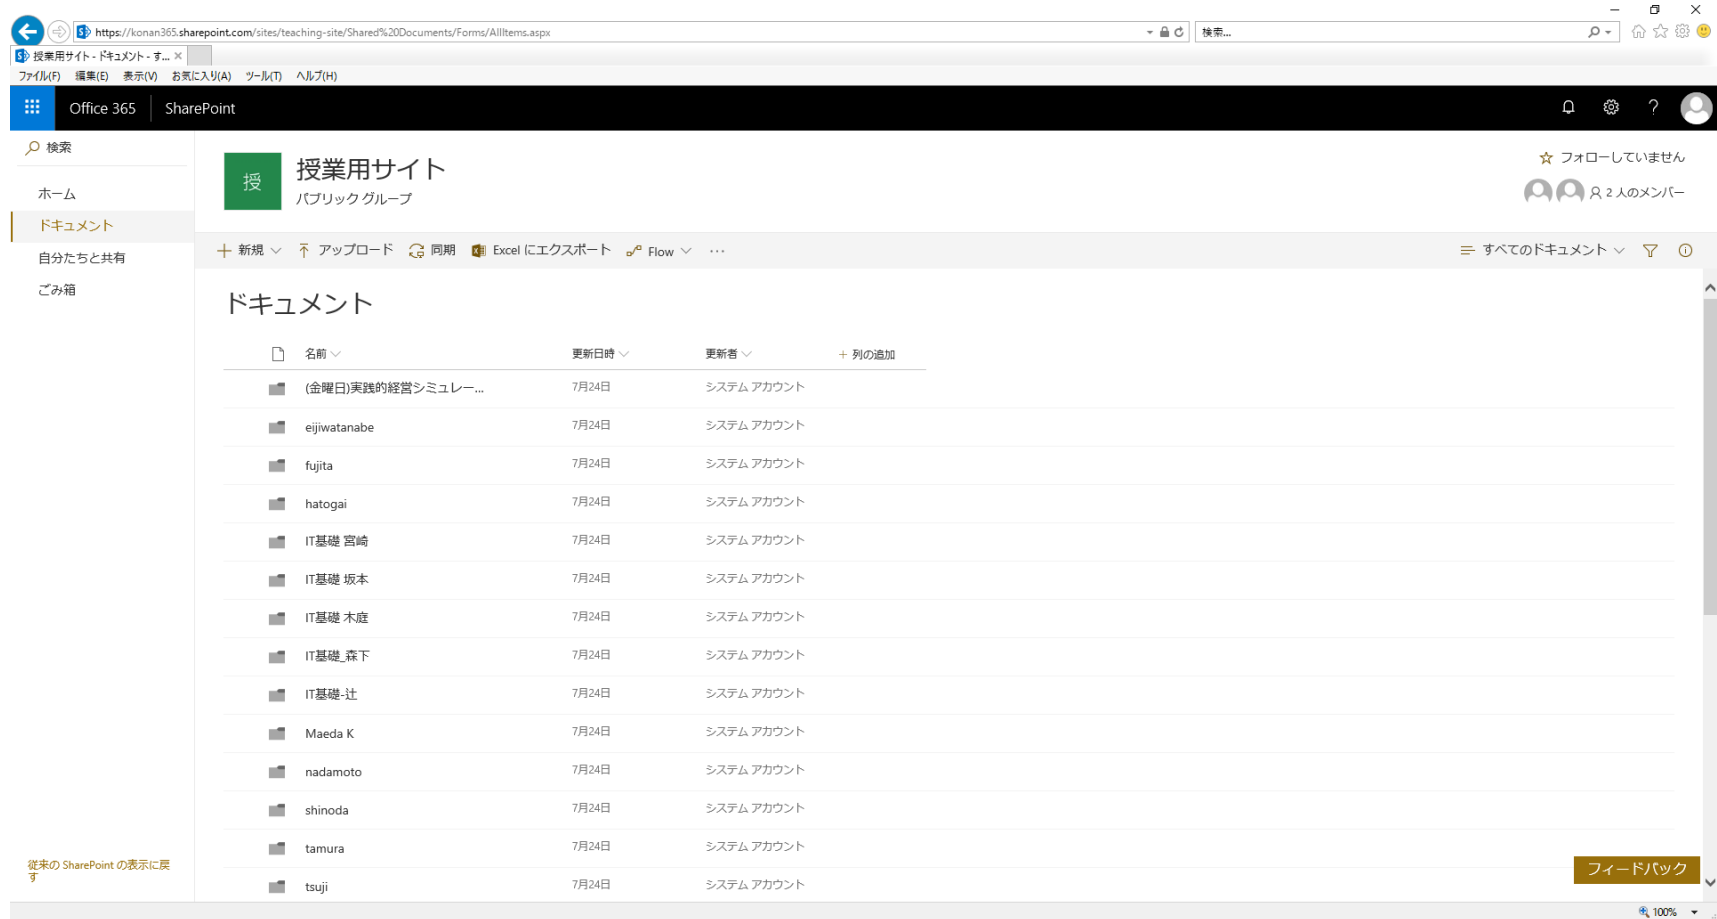 https://konan365.sharepoint.com/sites/teaching-site/Shared%20Documents/Forms/AllItems.aspx
検索...
授業用サイト - ドキュメント - す...
ファイル(F) 編集(E) 表示(V) お気に入り(A) ツール(T) ヘルプ(H)
Office 365 SharePoint
検索
ホーム
ドキュメント
自分たちと共有
ごみ箱
授
授業用サイト
パブリック グループ
フォローしていません
2 人のメンバー
新規 アップロード 同期 Excel にエクスポート Flow ...
すべてのドキュメント
ドキュメント
名前 更新日時 更新者 + 列の追加
(金曜日)実践的経営シミュレー... 7月24日 システム アカウント
eijiwatanabe 7月24日 システム アカウント
fujita 7月24日 システム アカウント
hatogai 7月24日 システム アカウント
IT基礎 宮崎 7月24日 システム アカウント
IT基礎 坂本 7月24日 システム アカウント
IT基礎 木庭 7月24日 システム アカウント
IT基礎_森下 7月24日 システム アカウント
IT基礎-辻 7月24日 システム アカウント
Maeda K 7月24日 システム アカウント
nadamoto 7月24日 システム アカウント
shinoda 7月24日 システム アカウント
tamura 7月24日 システム アカウント
tsuji 7月24日 システム アカウント
従来の SharePoint の表示に戻
す
フィードバック
100%